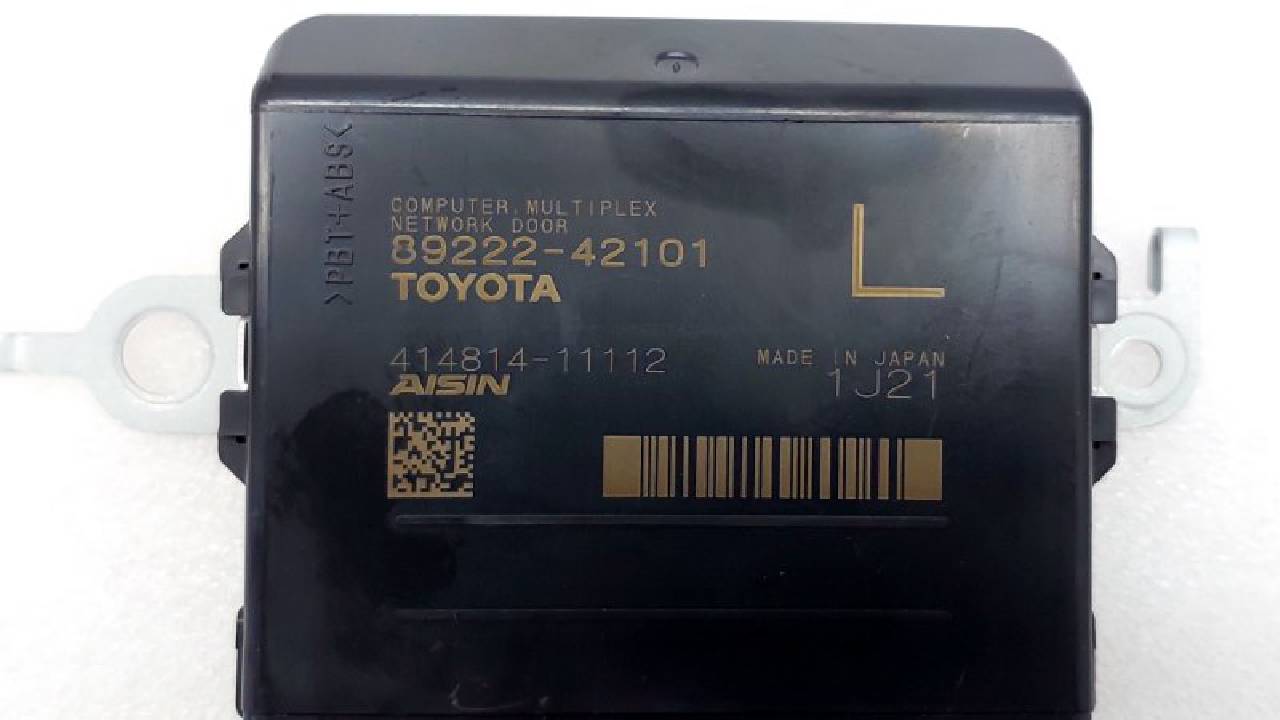 >PBT+ABS<
COMPUTER, MULTIPLEX
NETWORK DOOR
89222-42101
TOYOTA
L
414814-11112
AISIN
MADE IN JAPAN
1J21